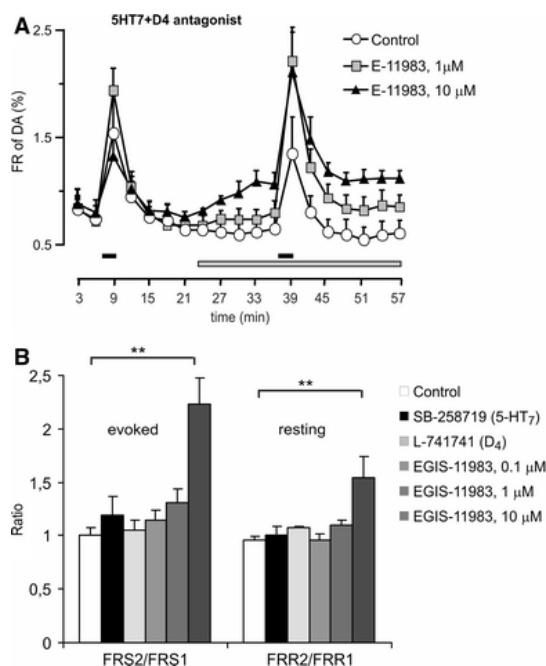 A
5HT7+D4 antagonist
Control
E-11983, 1µM
E-11983, 10 µM
FR of DA (%)
2.5
1.5
0.5
3 9 15 21 27 33 39 45 51 57
time (min)
B
**
**
evoked
resting
Control
SB-258719 (5-HT7)
L-741741 (D4)
EGIS-11983, 0.1 µM
EGIS-11983, 1 µM
EGIS-11983, 10 µM
Ratio
2,5
2
1,5
1
0,5
0
FRS2/FRS1
FRR2/FRR1